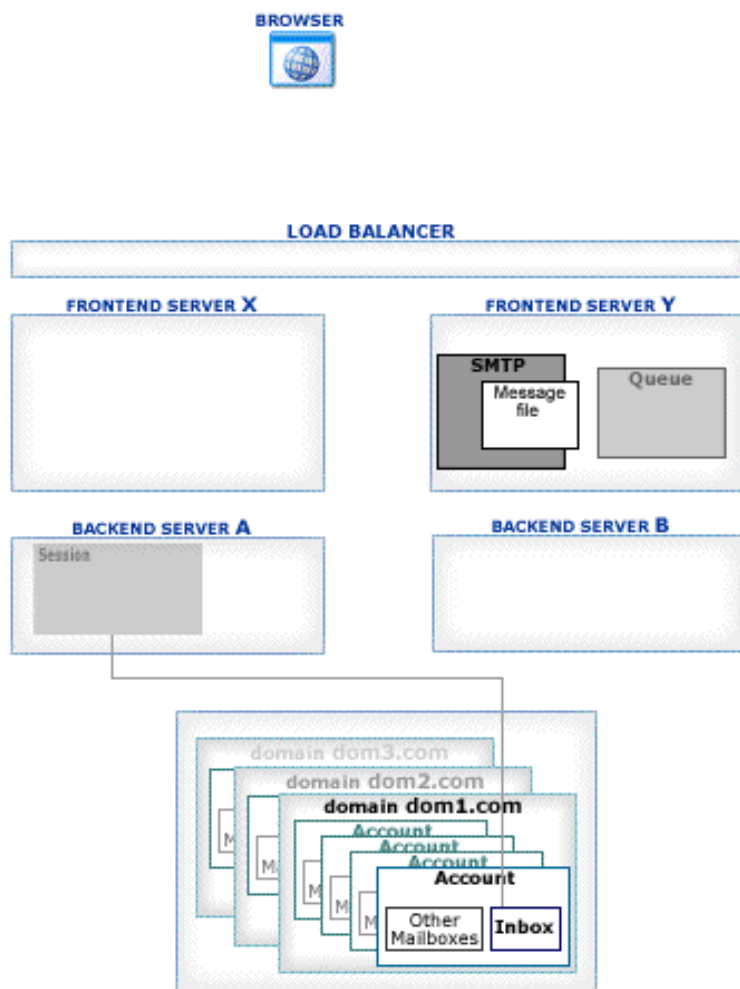 BROWSER
LOAD BALANCER
FRONTEND SERVER X
FRONTEND SERVER Y
SMTP
Message
file
Queue
BACKEND SERVER A
BACKEND SERVER B
Session
domain dom3.com
domain dom2.com
domain dom1.com
Account
Account
Account
Account
M
Ma
M
M
M
Other
Mailboxes
Inbox